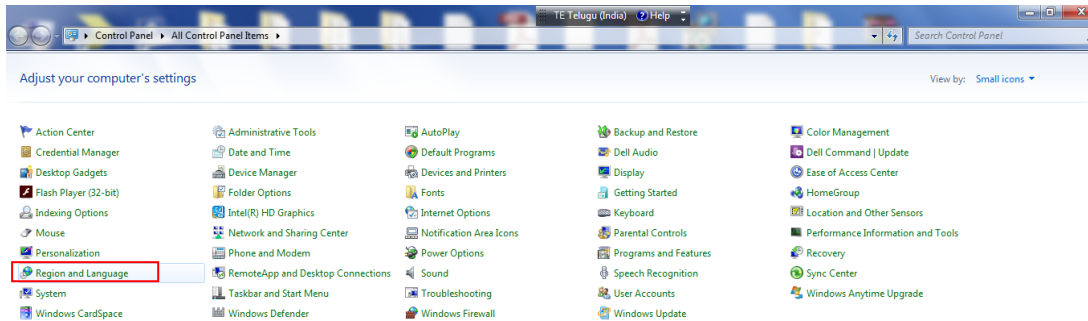 TE Telugu (India) Help
Control Panel All Control Panel Items Search Control Panel
Adjust your computer's settings View by: Small icons
Action Center Administrative Tools AutoPlay Backup and Restore Color Management
Credential Manager Date and Time Default Programs Dell Audio Dell Command | Update
Desktop Gadgets Device Manager Devices and Printers Display Ease of Access Center
Flash Player (32-bit) Folder Options Fonts Getting Started HomeGroup
Indexing Options Intel(R) HD Graphics Internet Options Keyboard Location and Other Sensors
Mouse Network and Sharing Center Notification Area Icons Parental Controls Performance Information and Tools
Personalization Phone and Modem Power Options Programs and Features Recovery
Region and Language RemoteApp and Desktop Connections Sound Speech Recognition Sync Center
System Taskbar and Start Menu Troubleshooting User Accounts Windows Anytime Upgrade
Windows CardSpace Windows Defender Windows Firewall Windows Update